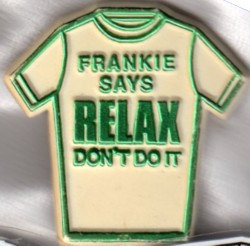 FRANKIE
SAYS
RELAX
DON'T DO IT